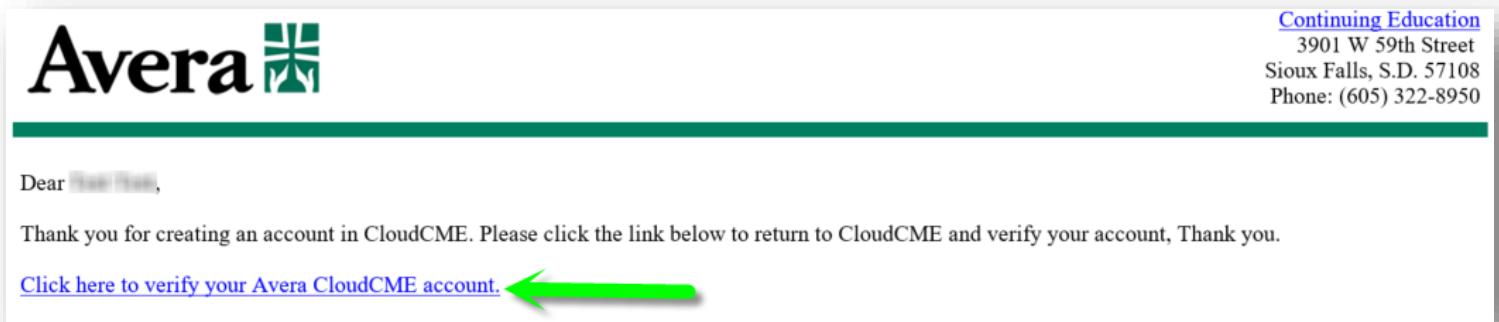 Avera
Continuing Education
3901 W 59th Street
Sioux Falls, S.D. 57108
Phone: (605) 322-8950
Dear ,
Thank you for creating an account in CloudCME. Please click the link below to return to CloudCME and verify your account, Thank you.
Click here to verify your Avera CloudCME account.